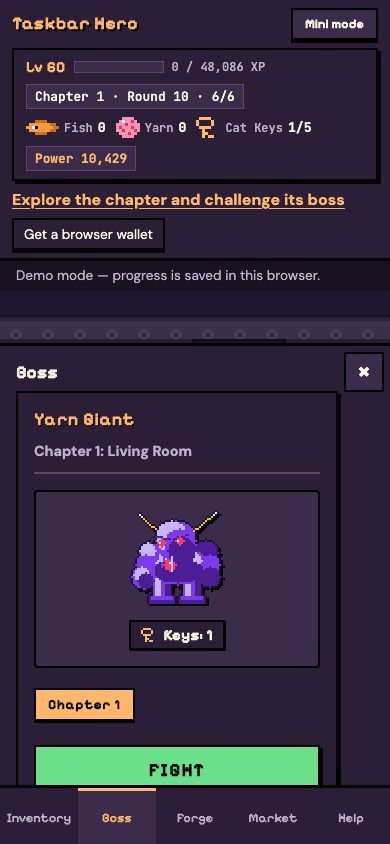 Taskbar Hero
Mini mode
Lv 60 0 / 48,086 XP
Chapter 1 · Round 10 · 6/6
Fish 0 Yarn 0 Cat Keys 1/5
Power 10,429
Explore the chapter and challenge its boss
Get a browser wallet
Demo mode — progress is saved in this browser.
Boss
Yarn Giant
Chapter 1: Living Room
Keys: 1
Chapter 1
FIGHT
Inventory Boss Forge Market Help